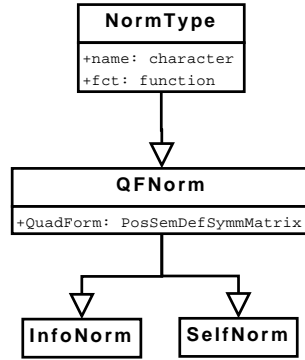 NormType
+name: character
+fct: function
QFNorm
+QuadForm: PosSemDefSymmMatrix
InfoNorm
SelfNorm